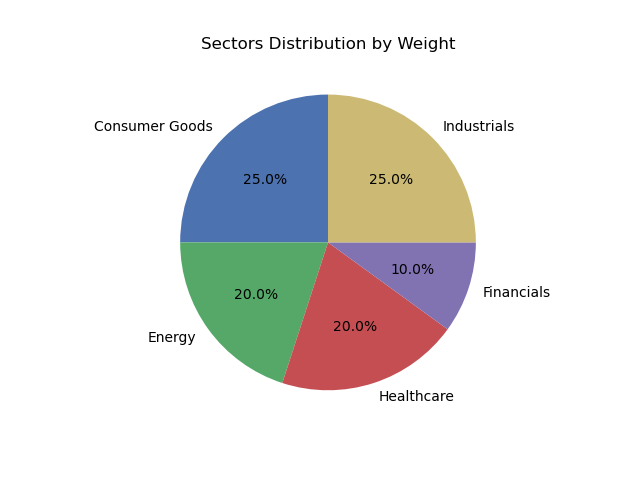 Sectors Distribution by Weight
Consumer Goods
Industrials
25.0%
25.0%
10.0%
Financials
20.0%
20.0%
Energy
Healthcare